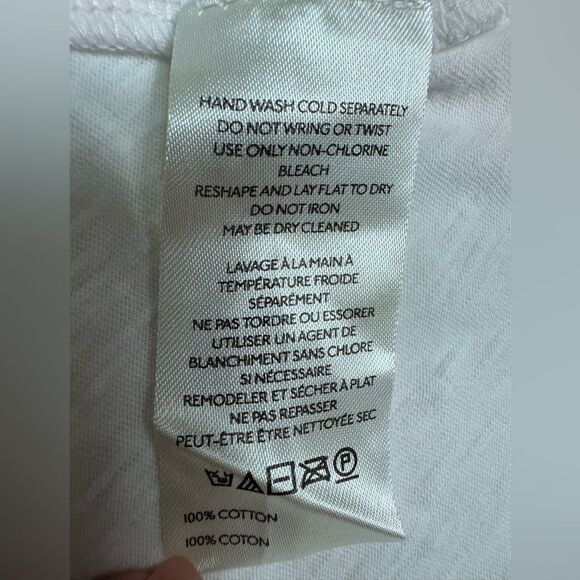 HAND WASH COLD SEPARATELY
DO NOT WRING OR TWIST
USE ONLY NON-CHLORINE
BLEACH
RESHAPE AND LAY FLAT TO DRY
DO NOT IRON
MAY BE DRY CLEANED
LAVAGE À LA MAIN À
TEMPÉRATURE FROIDE
SÉPARÉMENT
NE PAS TORDRE OU ESSORER
UTILISER UN AGENT DE
BLANCHIMENT SANS CHLORE
SI NÉCESSAIRE
REMODELER ET SÉCHER À PLAT
NE PAS REPASSER
PEUT-ÊTRE ÊTRE NETTOYÉE SEC
P
100% COTTON
100% COTON